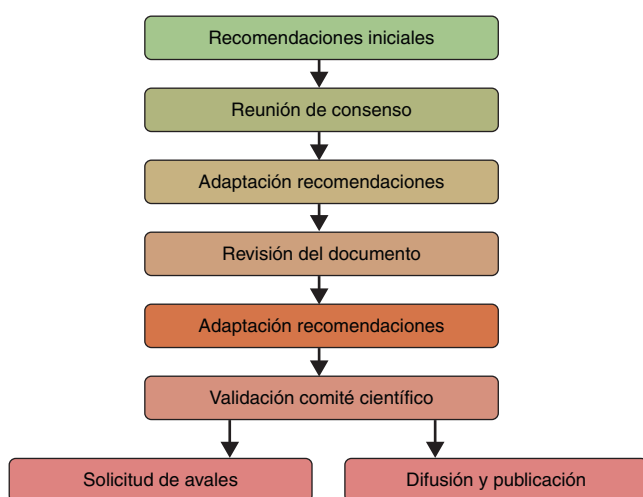 Recomendaciones iniciales
Reunión de consenso
Adaptación recomendaciones
Revisión del documento
Adaptación recomendaciones
Validación comité científico
Solicitud de avales
Difusión y publicación